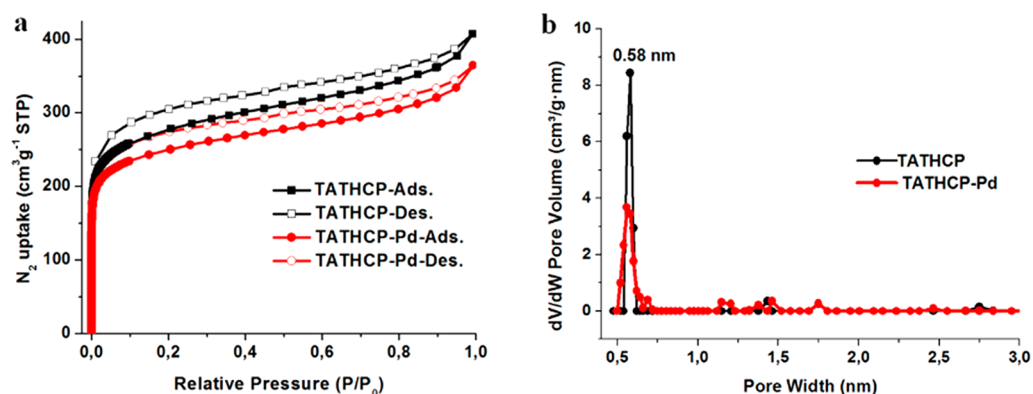 a
N₂ uptake (cm³g⁻¹ STP)
400
300
200
100
0
TATHCP-Ads.
TATHCP-Des.
TATHCP-Pd-Ads.
TATHCP-Pd-Des.
0,0 0,2 0,4 0,6 0,8 1,0
Relative Pressure (P/P₀)
b
dV/dW Pore Volume (cm³/g·nm)
10
8
6
4
2
0
0.58 nm
TATHCP
TATHCP-Pd
0,5 1,0 1,5 2,0 2,5 3,0
Pore Width (nm)